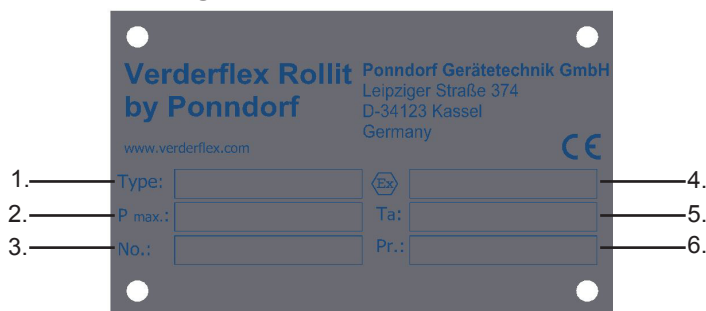 Verderflex Rollit
by Ponndorf
www.verderflex.com
Ponndorf Gerätetechnik GmbH
Leipziger Straße 374
D-34123 Kassel
Germany
CE
1. Type: Ex 4.
2. P max.: Ta: 5.
3. No.: Pr.: 6.